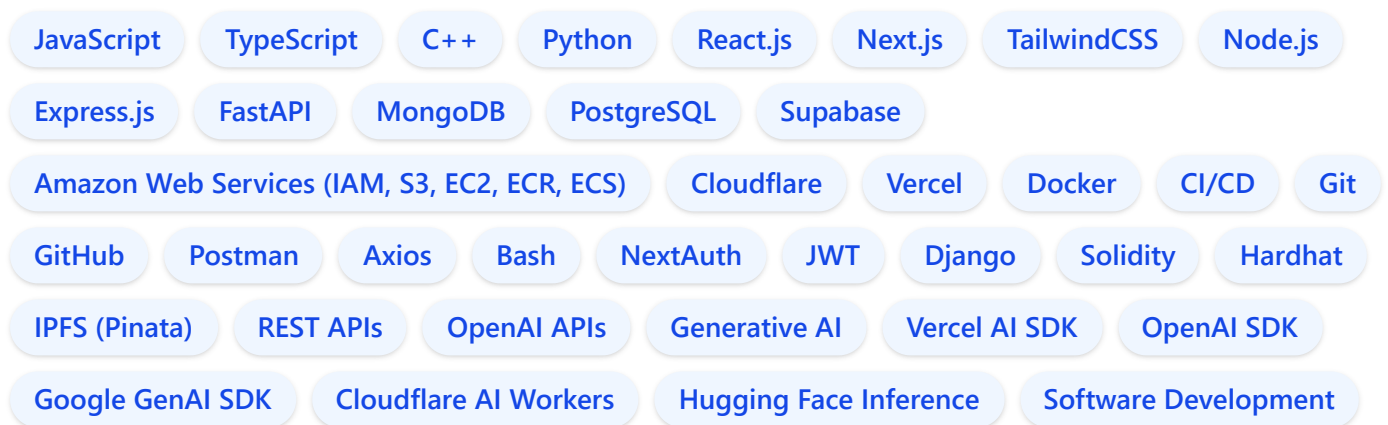 JavaScript TypeScript C++ Python React.js Next.js TailwindCSS Node.js
Express.js FastAPI MongoDB PostgreSQL Supabase
Amazon Web Services (IAM, S3, EC2, ECR, ECS) Cloudflare Vercel Docker CI/CD Git
GitHub Postman Axios Bash NextAuth JWT Django Solidity Hardhat
IPFS (Pinata) REST APIs OpenAI APIs Generative AI Vercel AI SDK OpenAI SDK
Google GenAI SDK Cloudflare AI Workers Hugging Face Inference Software Development